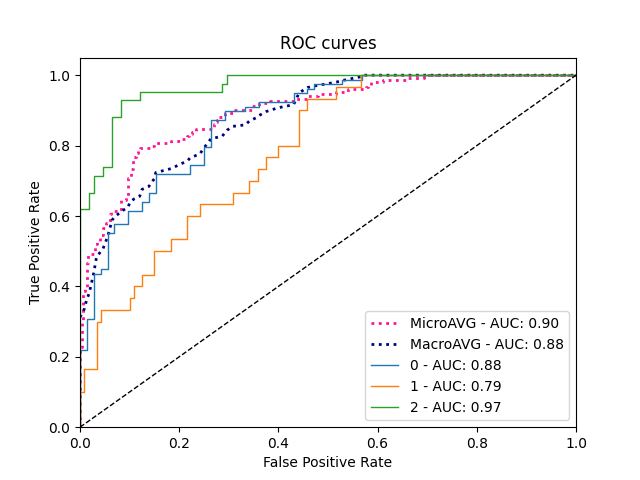 ROC curves
True Positive Rate
1.0
0.8
0.6
0.4
0.2
0.0
MicroAVG - AUC: 0.90
MacroAVG - AUC: 0.88
0 - AUC: 0.88
1 - AUC: 0.79
2 - AUC: 0.97
0.0 0.2 0.4 0.6 0.8 1.0
False Positive Rate